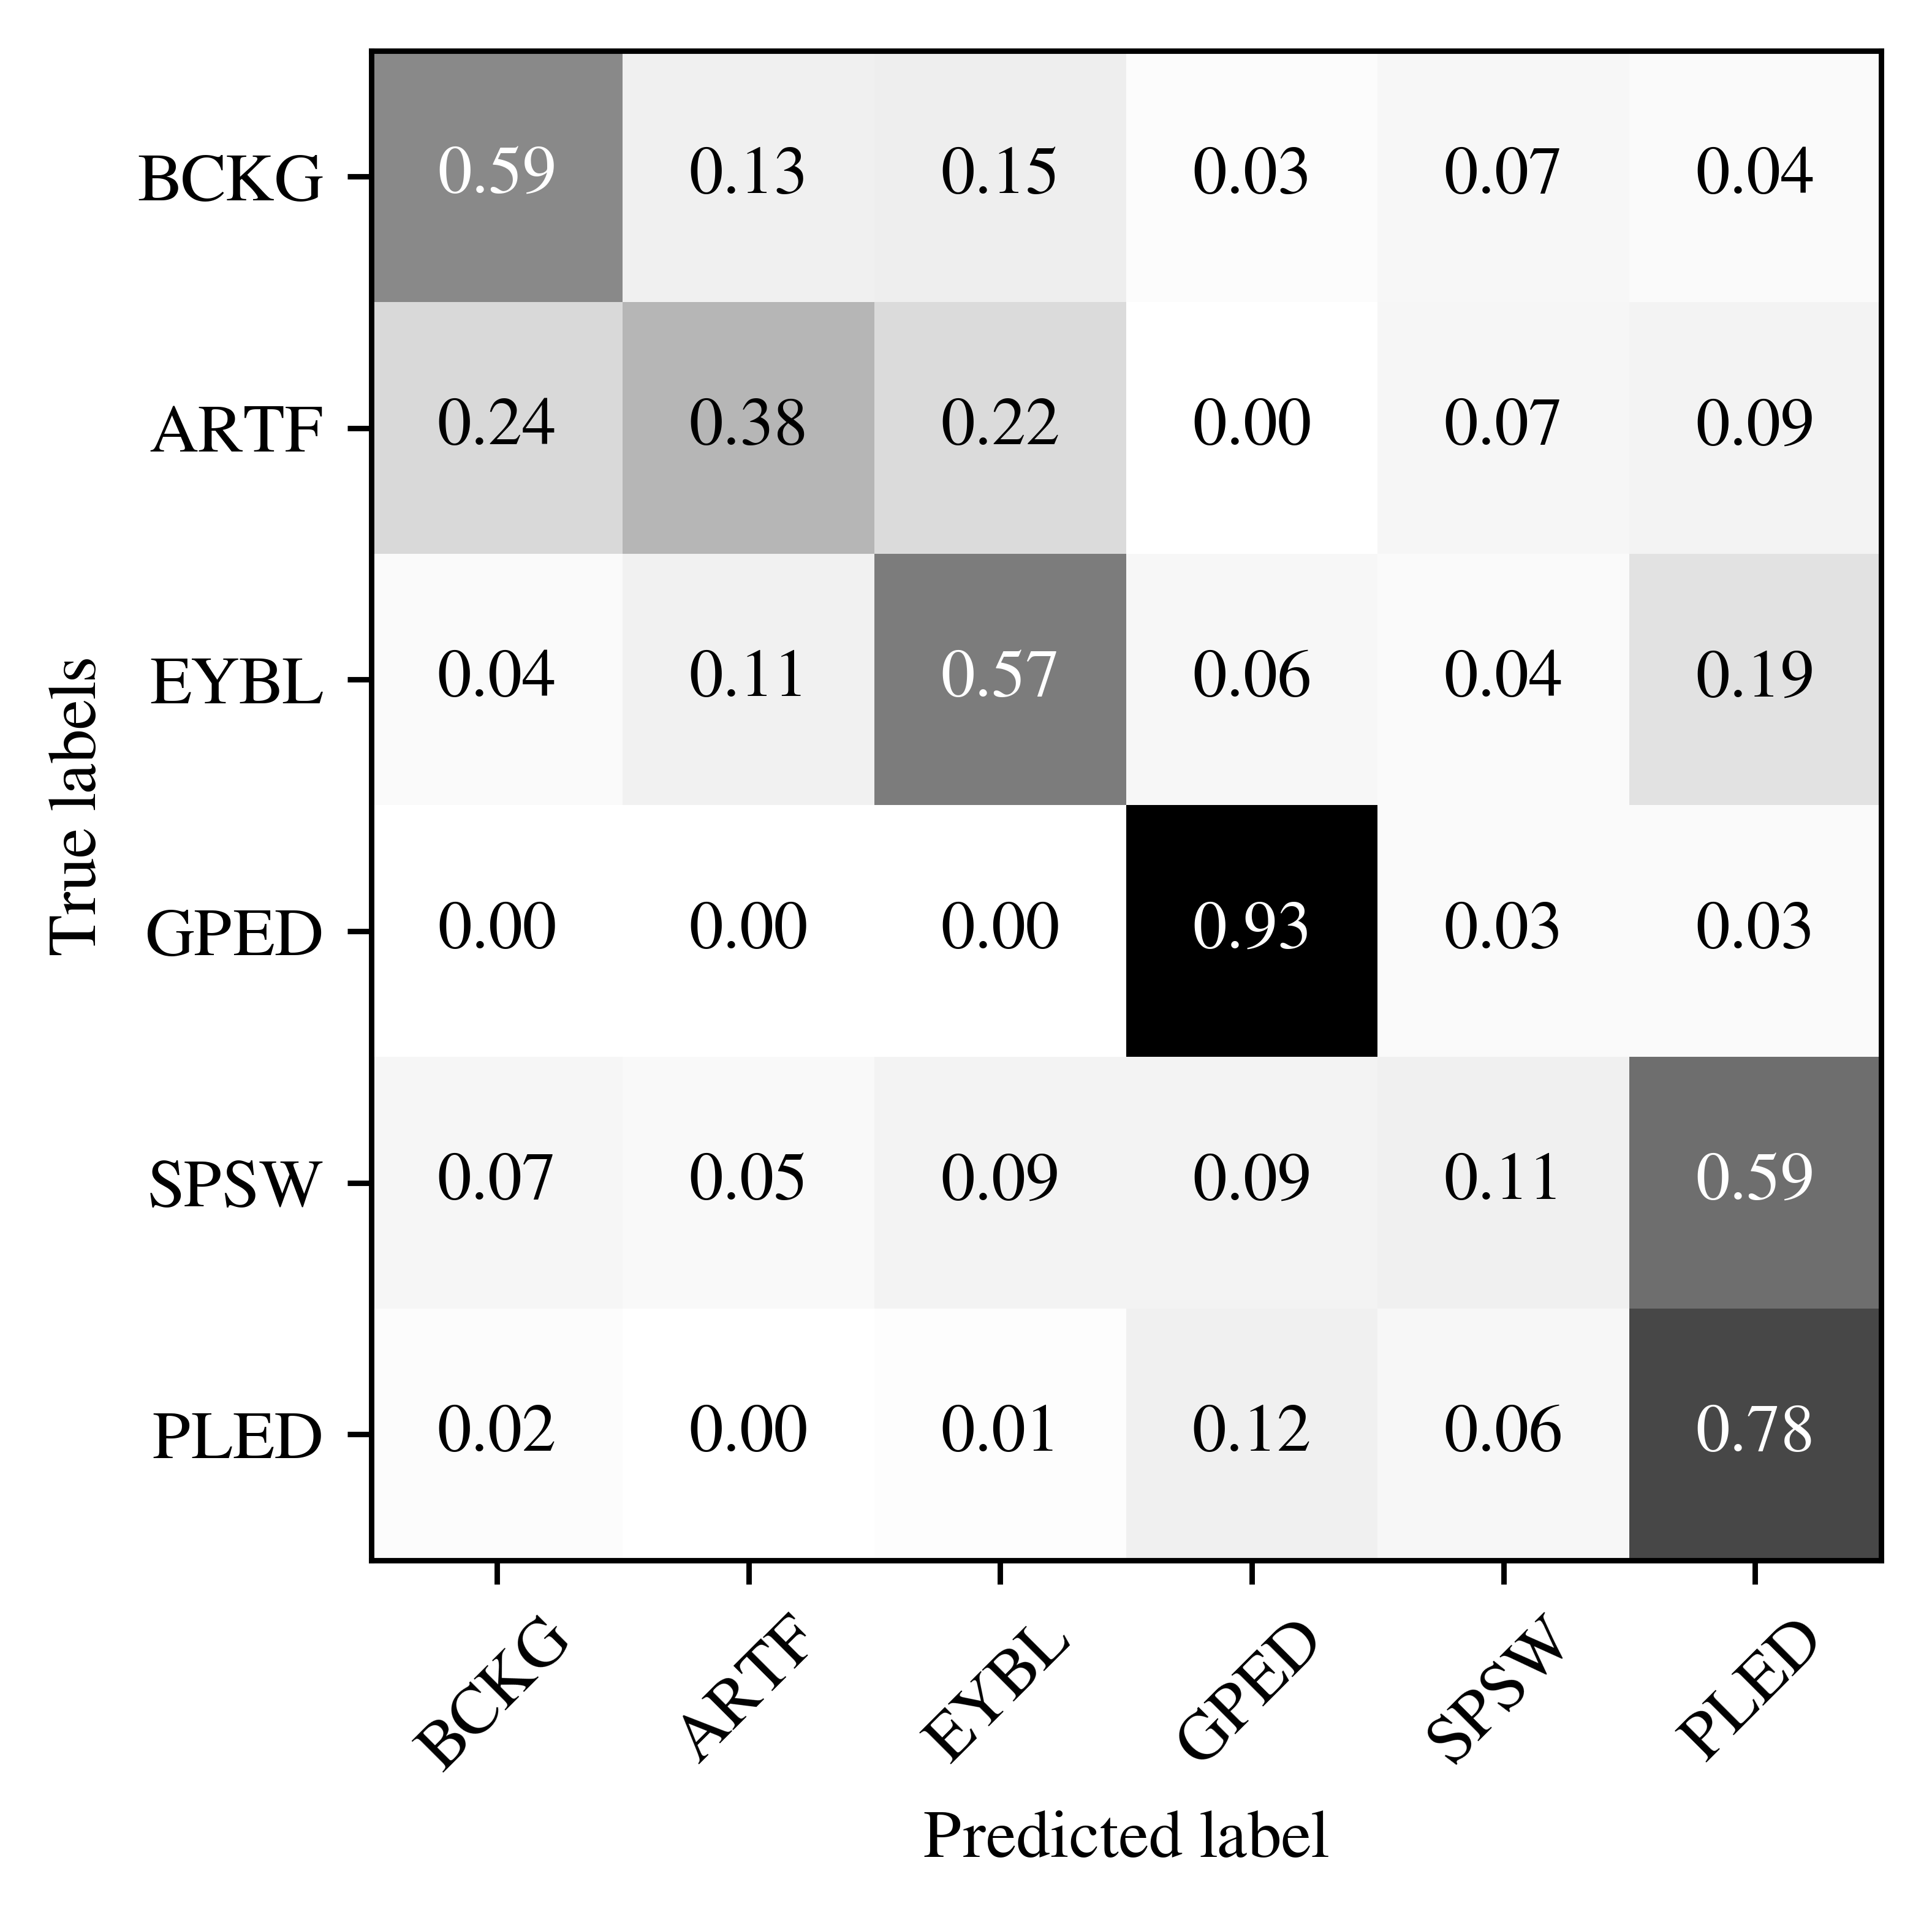 True labels
BCKG 0.59 0.13 0.15 0.03 0.07 0.04
ARTF 0.24 0.38 0.22 0.00 0.07 0.09
EYBL 0.04 0.11 0.57 0.06 0.04 0.19
GPED 0.00 0.00 0.00 0.93 0.03 0.03
SPSW 0.07 0.05 0.09 0.09 0.11 0.59
PLED 0.02 0.00 0.01 0.12 0.06 0.78
BCKG ARTF EYBL GPED SPSW PLED
Predicted label